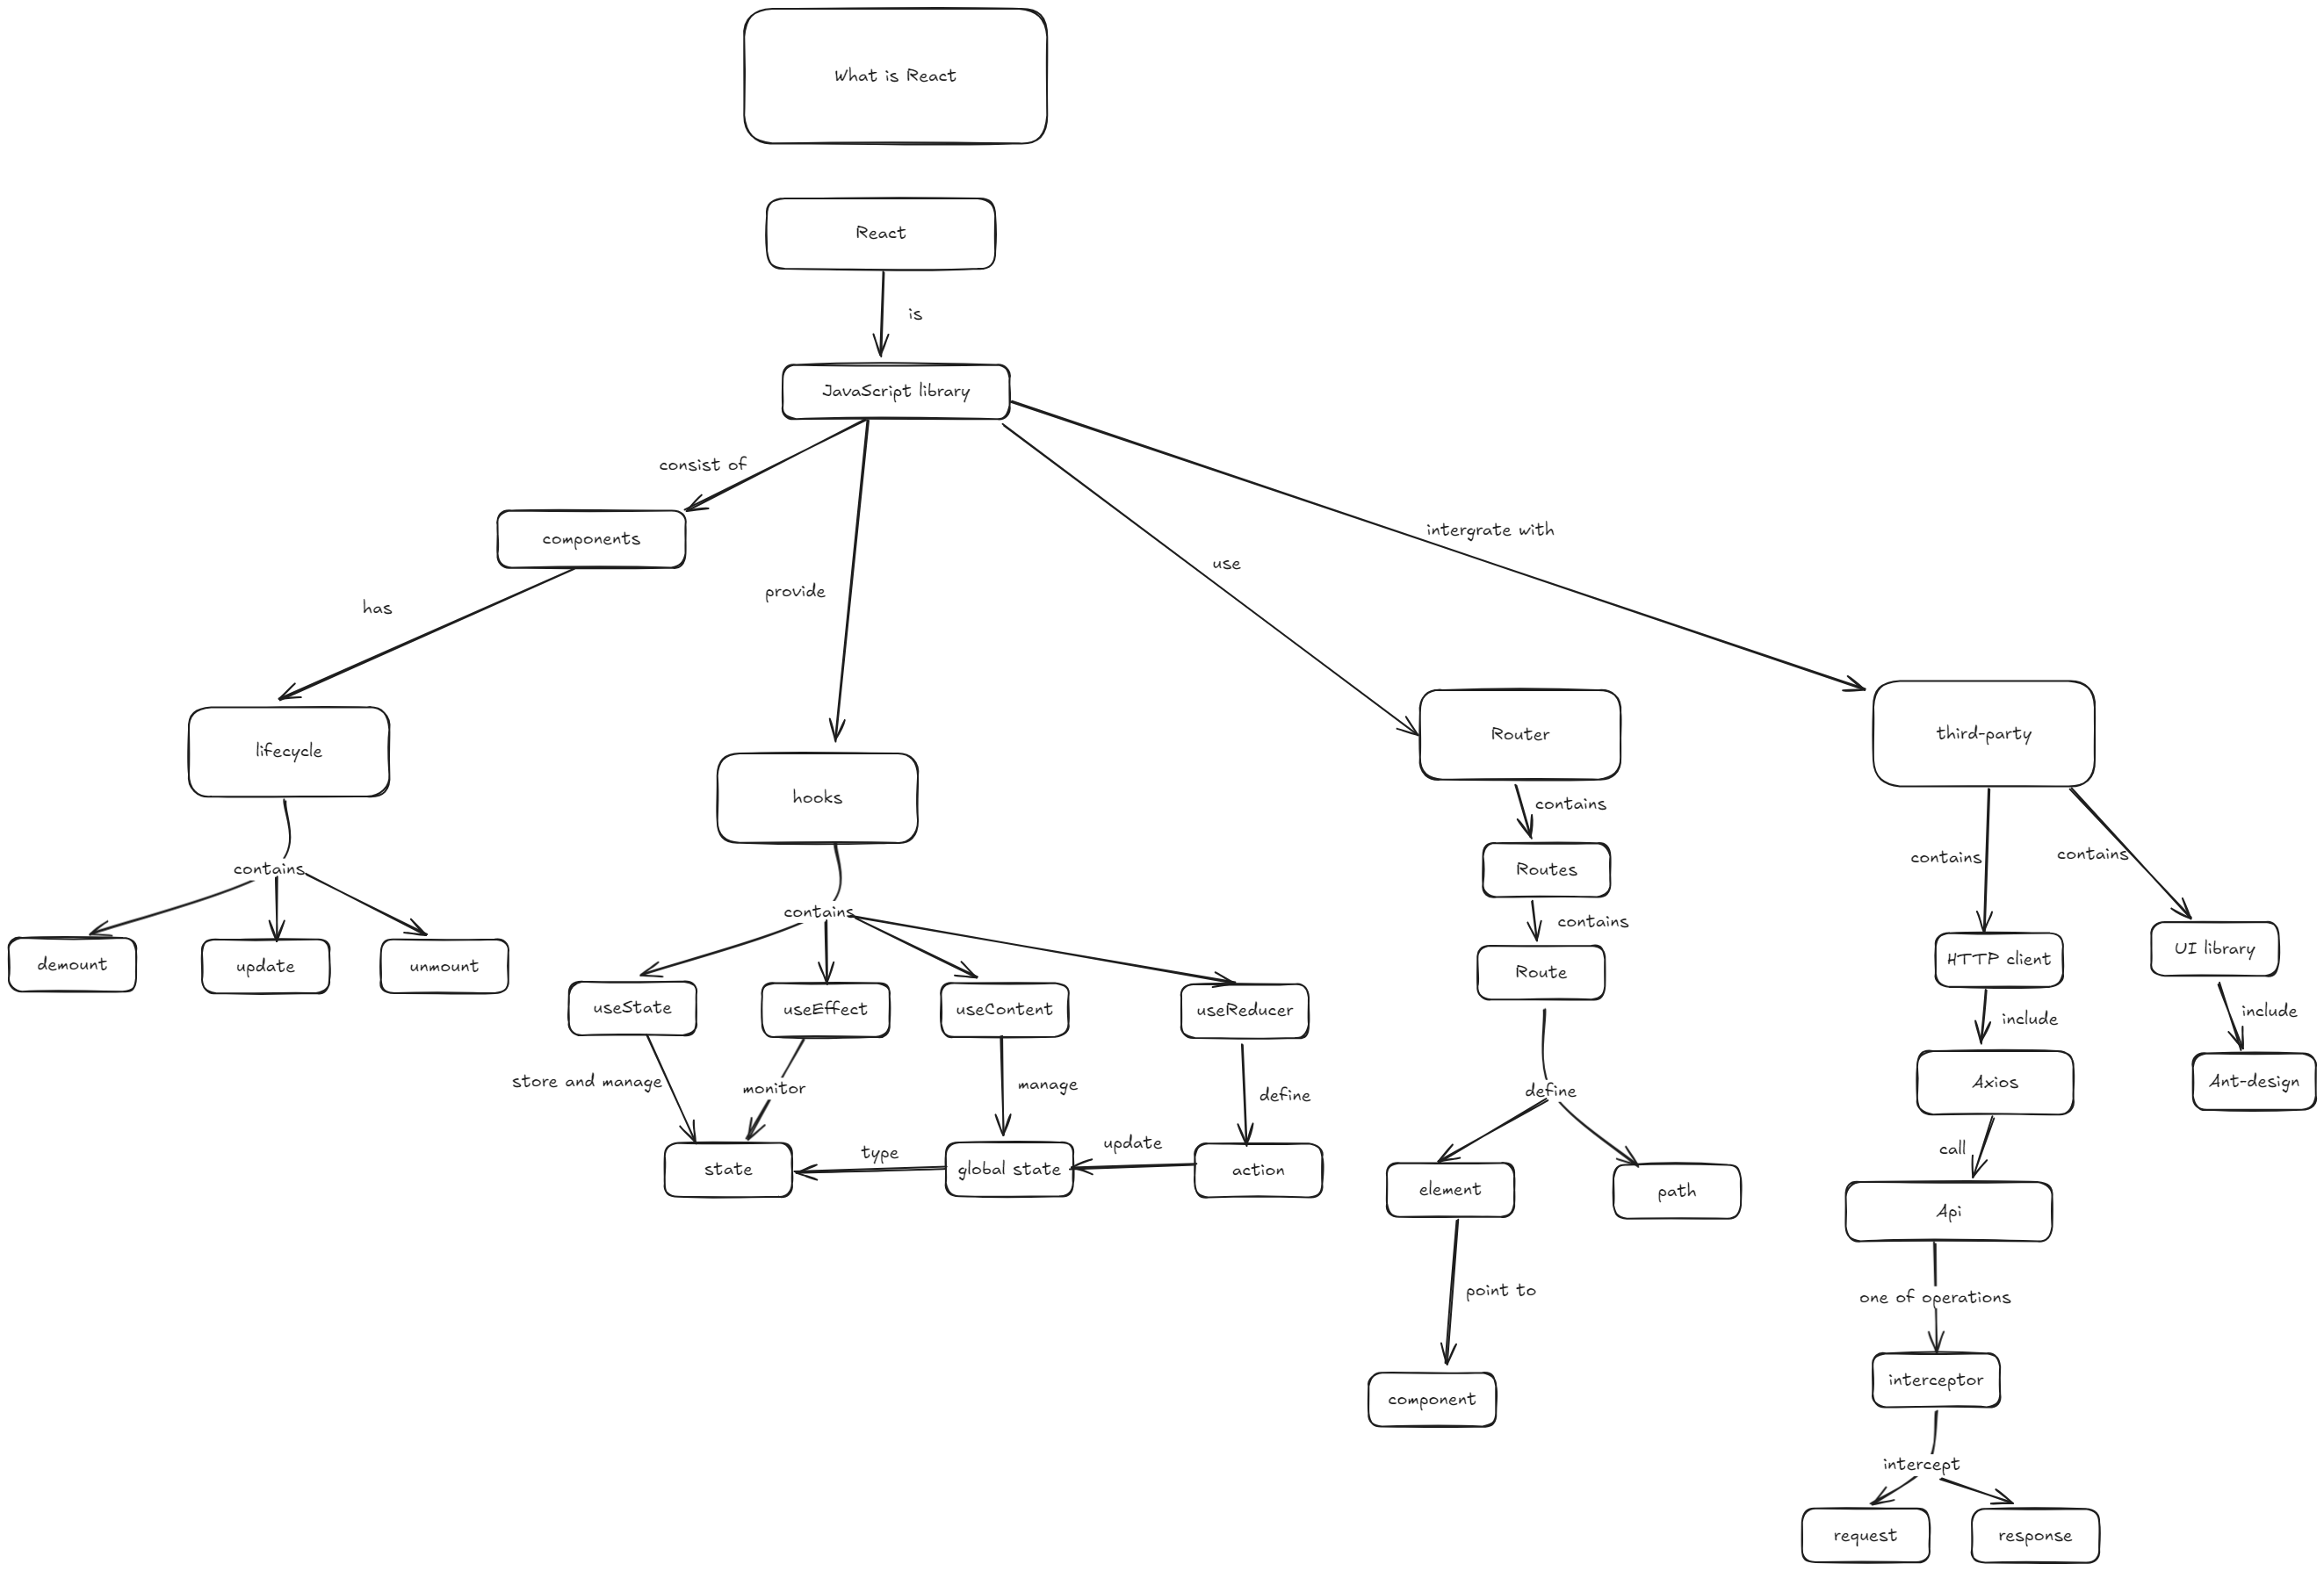 What is React
React
is
JavaScript library
consist of
components
intergrate with
use
provide
has
lifecycle
hooks
Router
third-party
contains
contains
contains
contains
contains
Routes
contains
Route
contains
HTTP client
UI library
demount
update
unmount
useState
useEffect
useContent
useReducer
include
include
store and manage
monitor
manage
define
define
Axios
Ant-design
state
type
global state
update
action
element
path
call
Api
point to
one of operations
component
interceptor
intercept
request
response